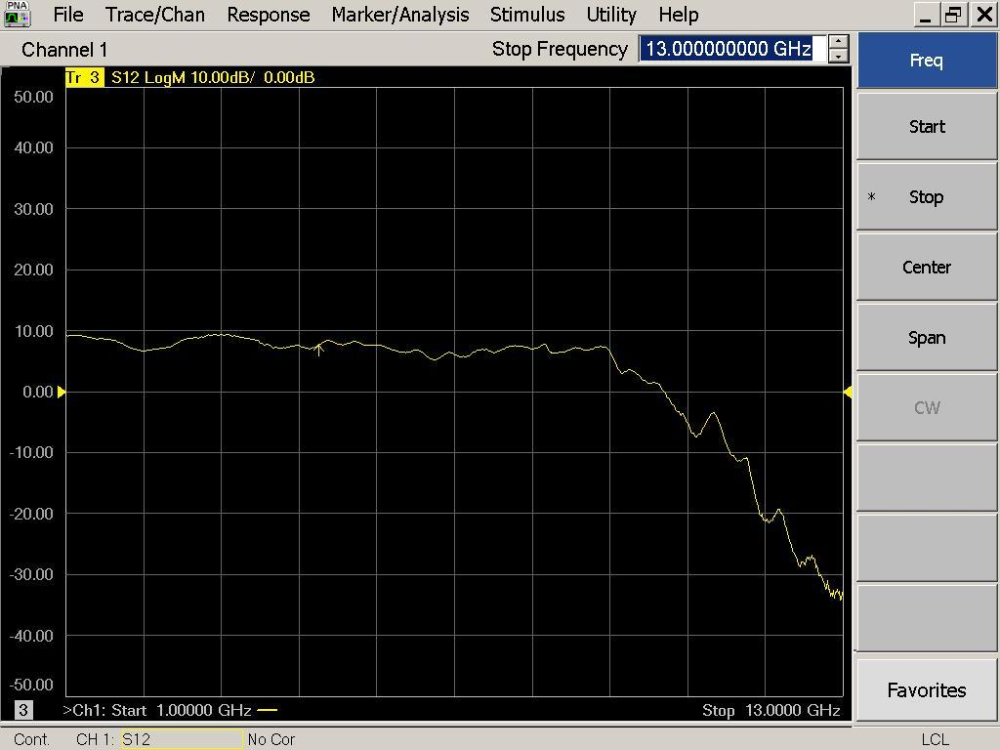 PNA File Trace/Chan Response Marker/Analysis Stimulus Utility Help
Channel 1 Stop Frequency 13.000000000 GHz
Freq
Tr 3 S12 LogM 10.00dB/ 0.00dB
50.00
40.00
30.00
20.00
10.00
0.00
-10.00
-20.00
-30.00
-40.00
-50.00
3 >Ch1: Start 1.00000 GHz Stop 13.0000 GHz
Start
* Stop
Center
Span
CW
Favorites
Cont. CH 1: S12 No Cor LCL